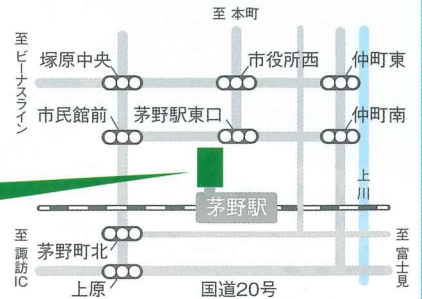 至 本町
至 ビーナスライン
塚原中央
市役所西
仲町東
市民館前
茅野駅東口
仲町南
上川
茅野駅
至 諏訪IC
茅野町北
至 富士見
上原
国道20号